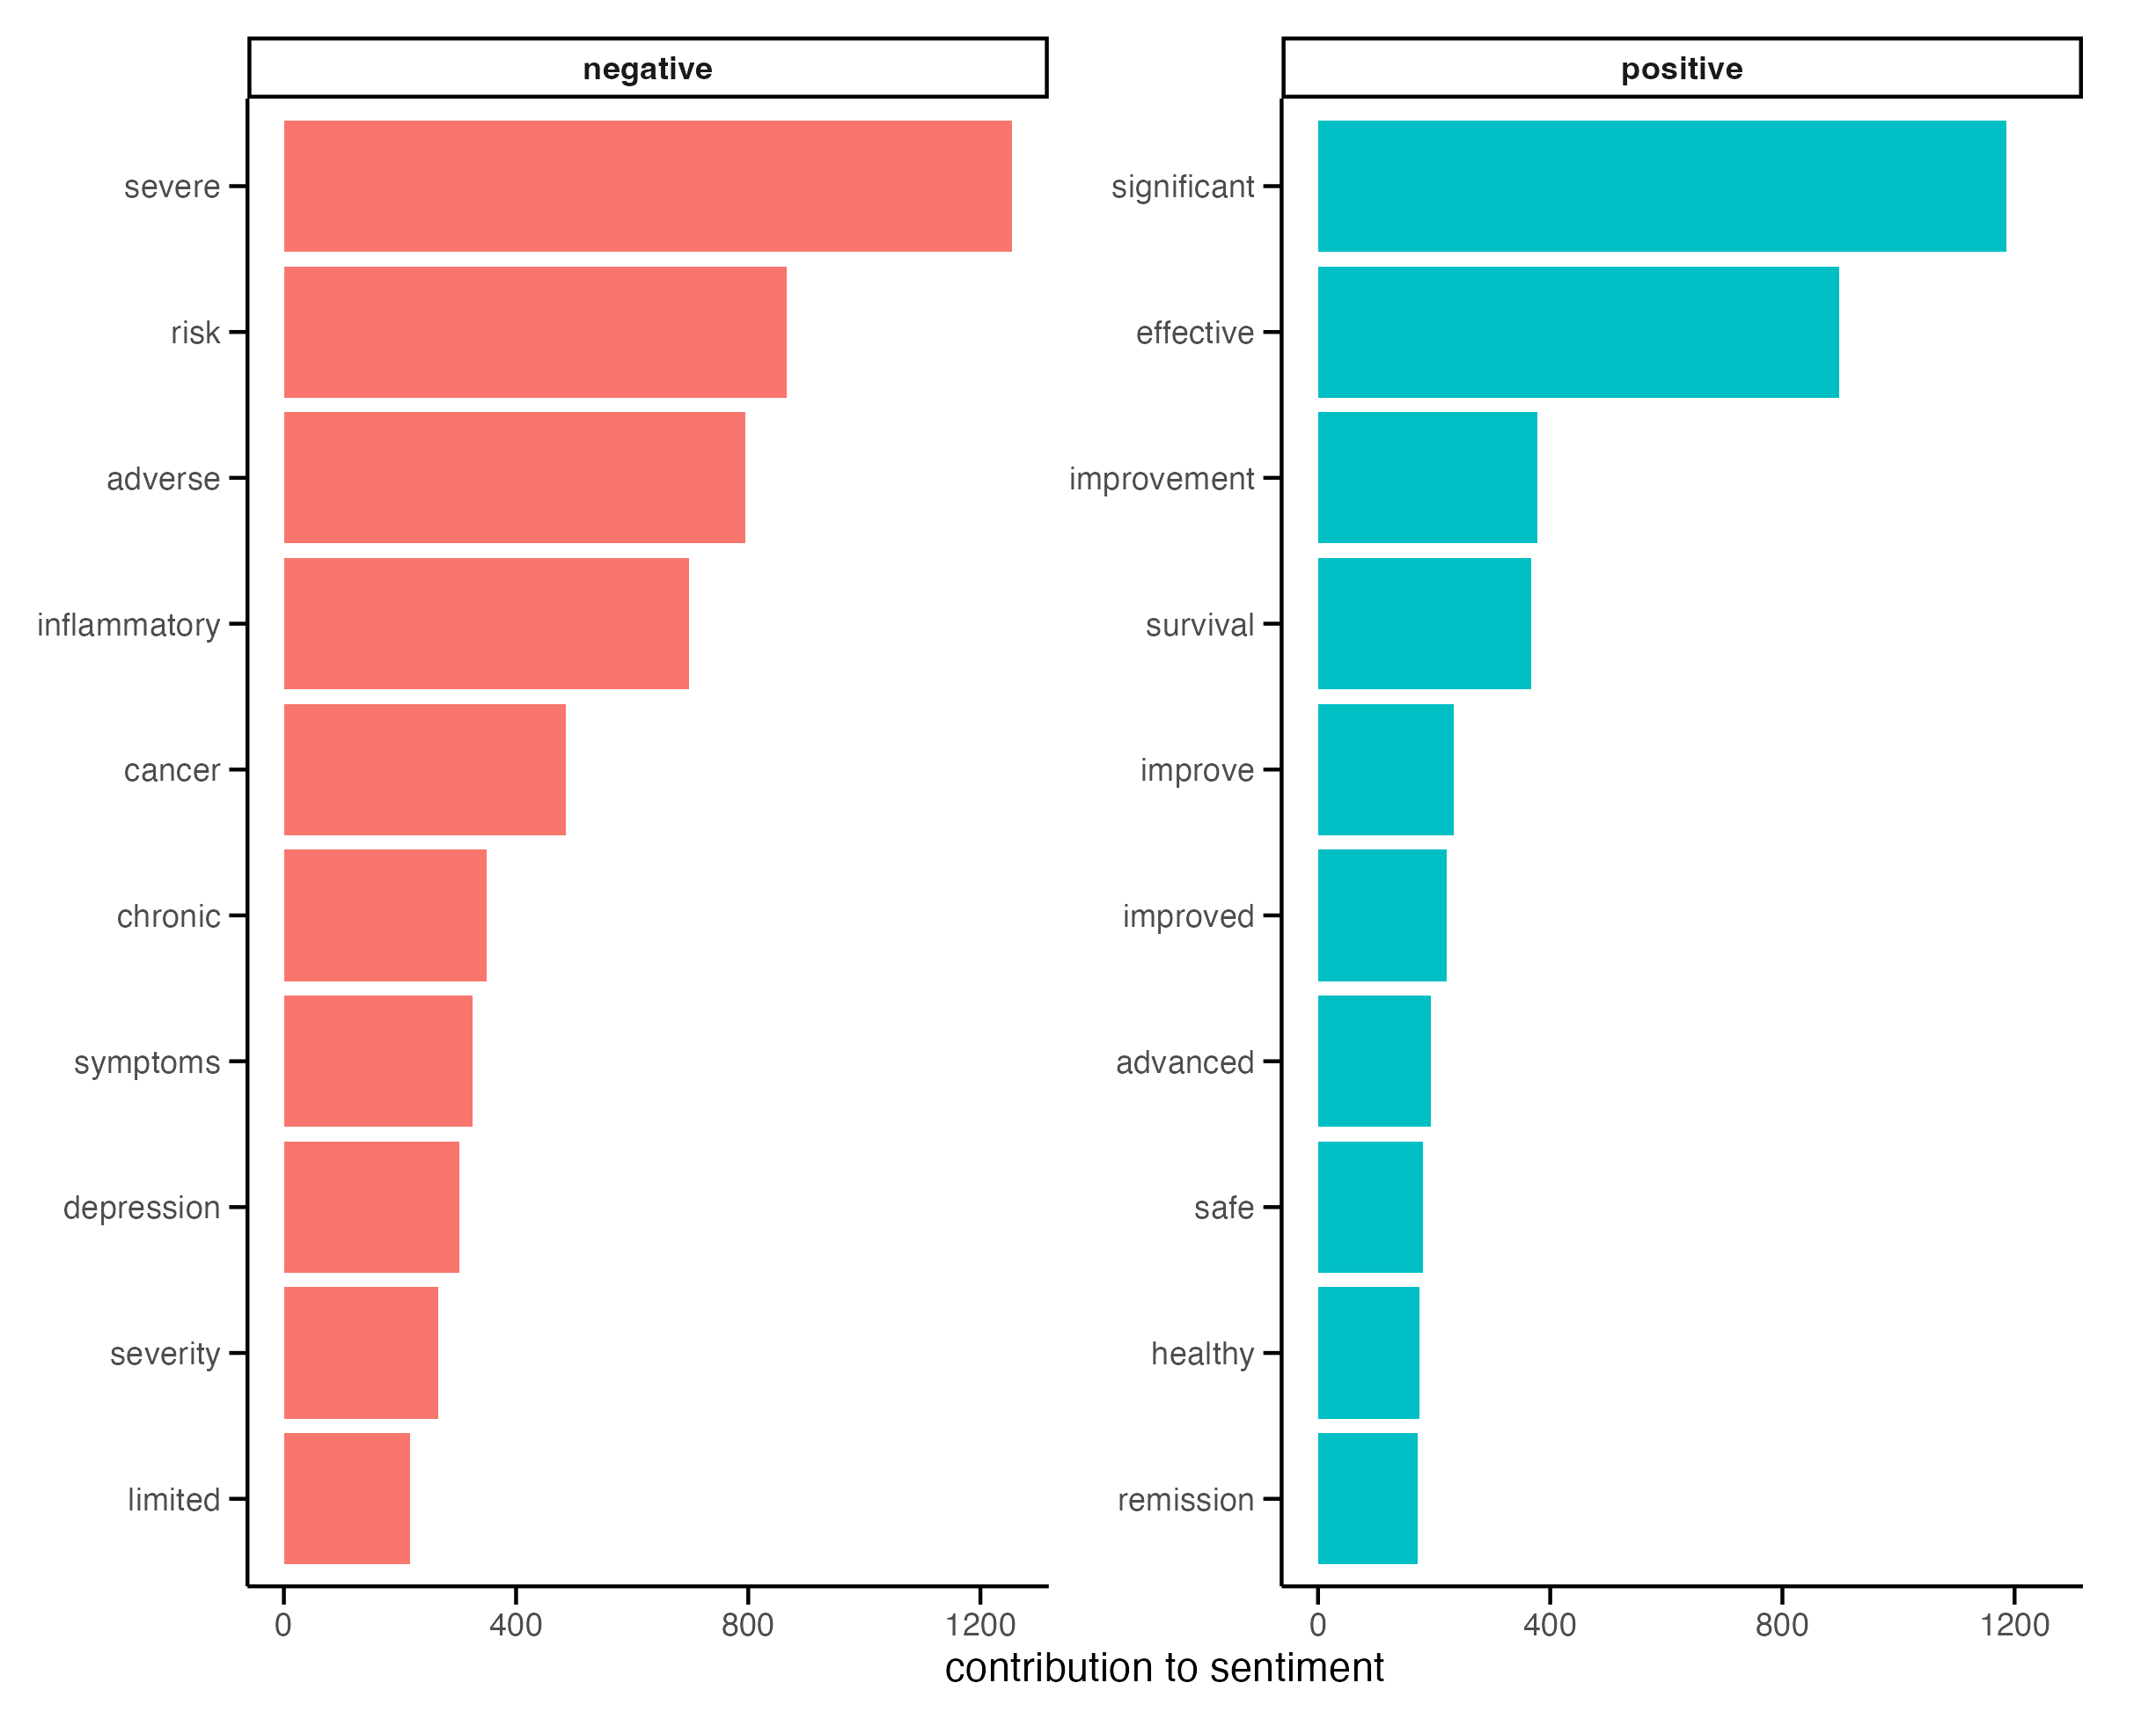 negative
severe
risk
adverse
inflammatory
cancer
chronic
symptoms
depression
severity
limited
0 400 800 1200
positive
significant
effective
improvement
survival
improve
improved
advanced
safe
healthy
remission
0 400 800 1200
contribution to sentiment